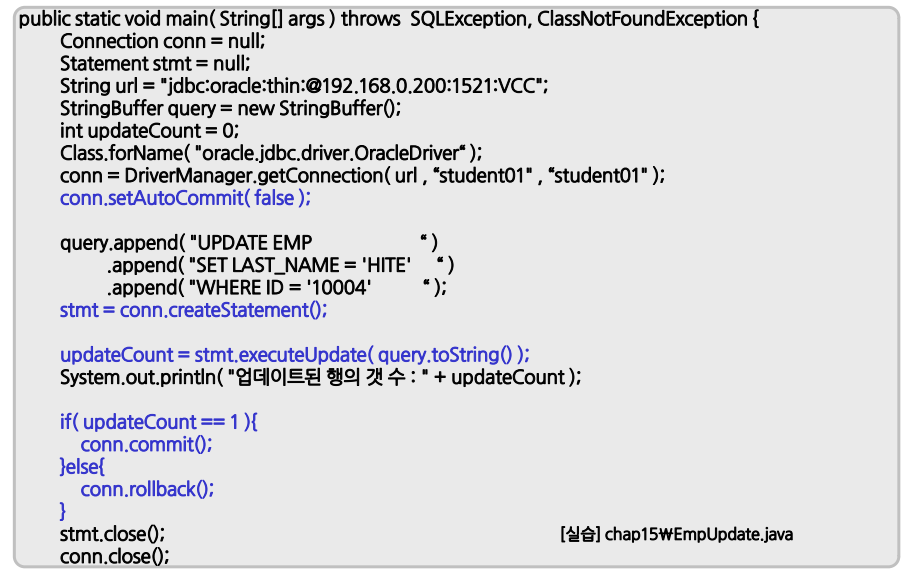 public static void main( String[] args ) throws  SQLException, ClassNotFoundException {
Connection conn = null;
Statement stmt = null;
String url = "jdbc:oracle:thin:@192.168.0.200:1521:VCC";
StringBuffer query = new StringBuffer();
int updateCount = 0;
Class.forName( "oracle.jdbc.driver.OracleDriver“ );
conn = DriverManager.getConnection( url , “student01" , “student01" );
conn.setAutoCommit( false );
query.append( "UPDATE EMP “ )
.append( "SET LAST_NAME = 'HITE' “ )
.append( "WHERE ID = '10004' “ );
stmt = conn.createStatement();
updateCount = stmt.executeUpdate( query.toString() );
System.out.println( "업데이트된 행의 갯 수 : " + updateCount );
if( updateCount == 1 ){
conn.commit();
}else{
conn.rollback();
}
stmt.close();
[실습] chap15₩EmpUpdate.java
conn.close();